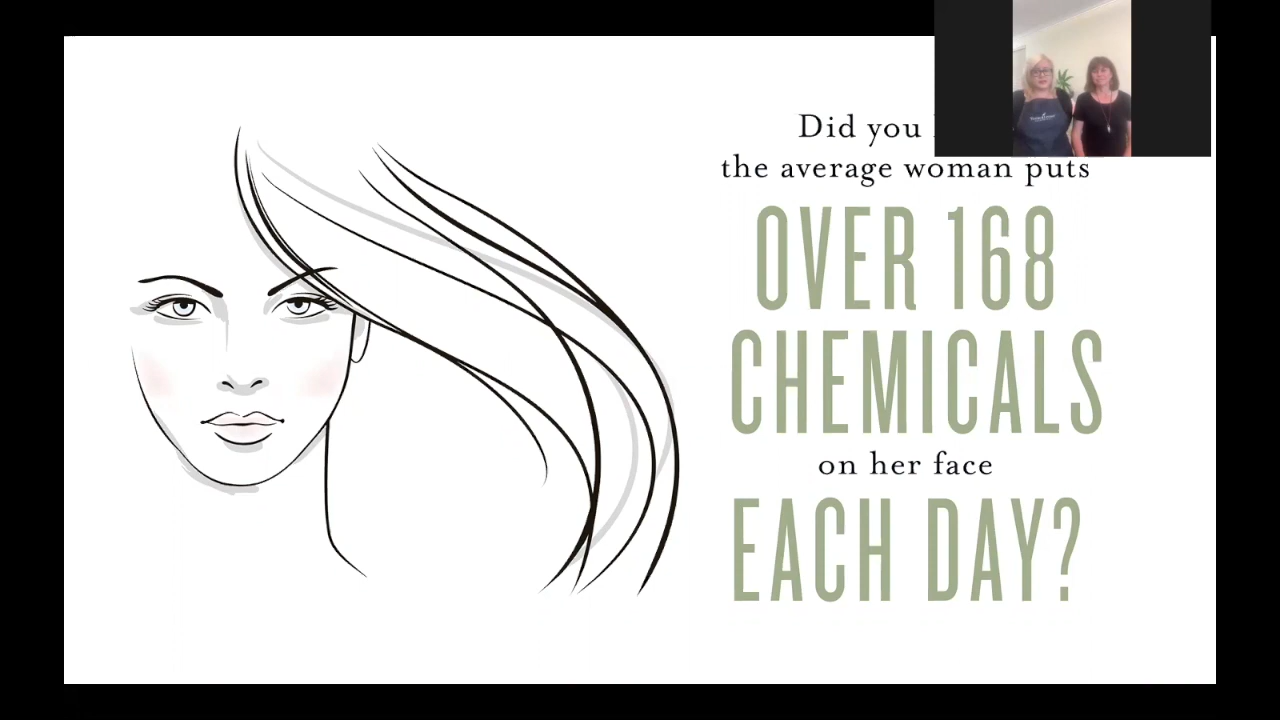 Did you
the average woman puts
OVER 168
CHEMICALS
on her face
EACH DAY?